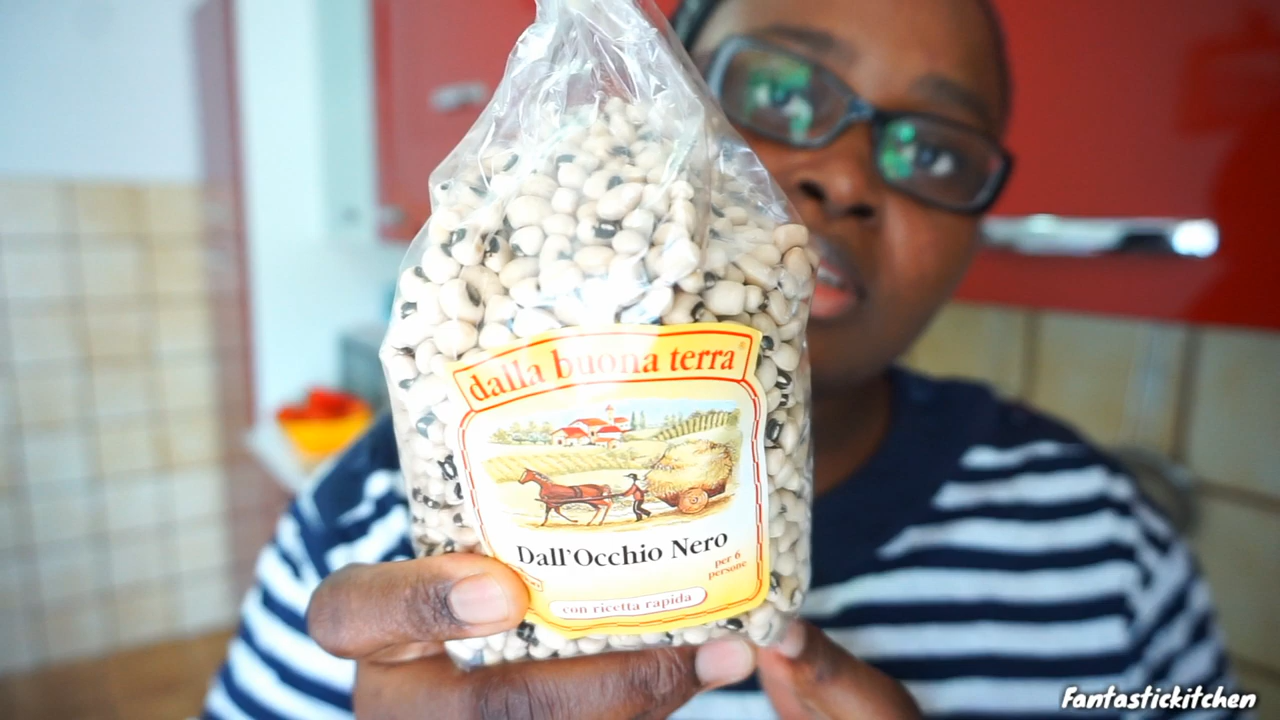 dalla buona terra®
Dall'Occhio Nero
per 6
persone
con ricetta rapida
Fantastickitchen